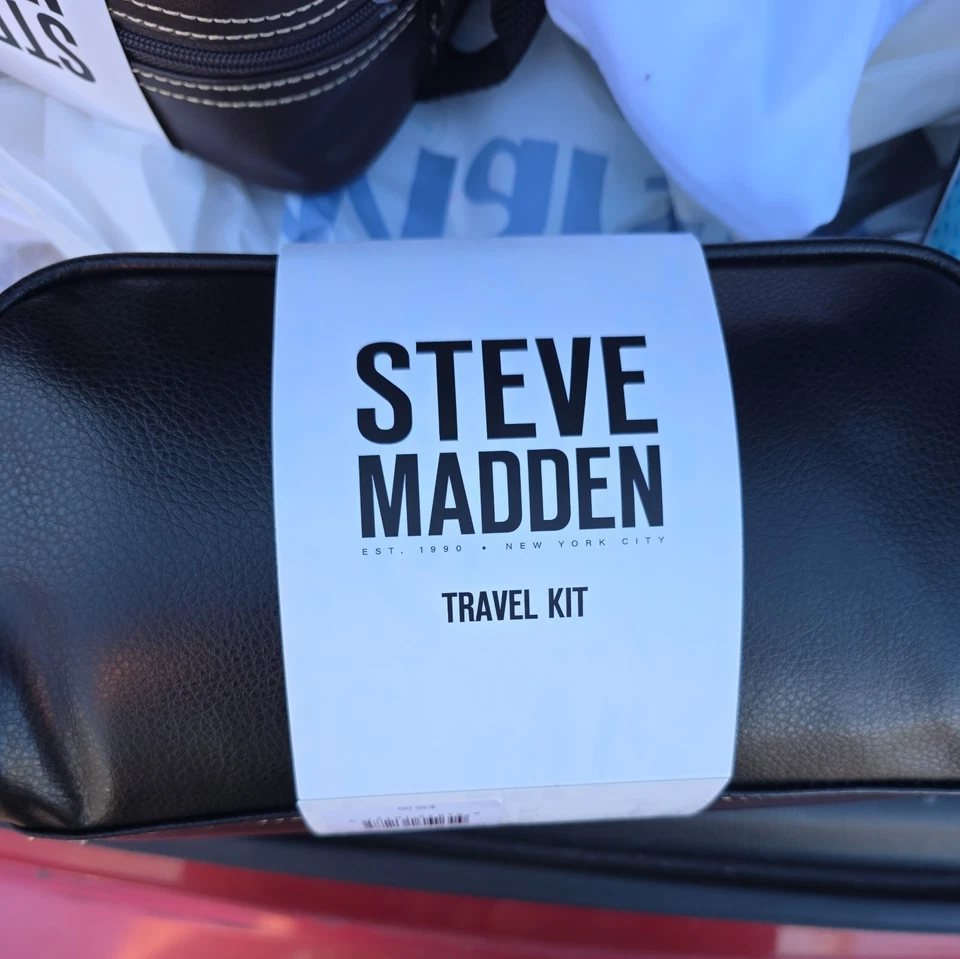 STEVE
MADDEN
EST. 1990 • NEW YORK CITY
TRAVEL KIT